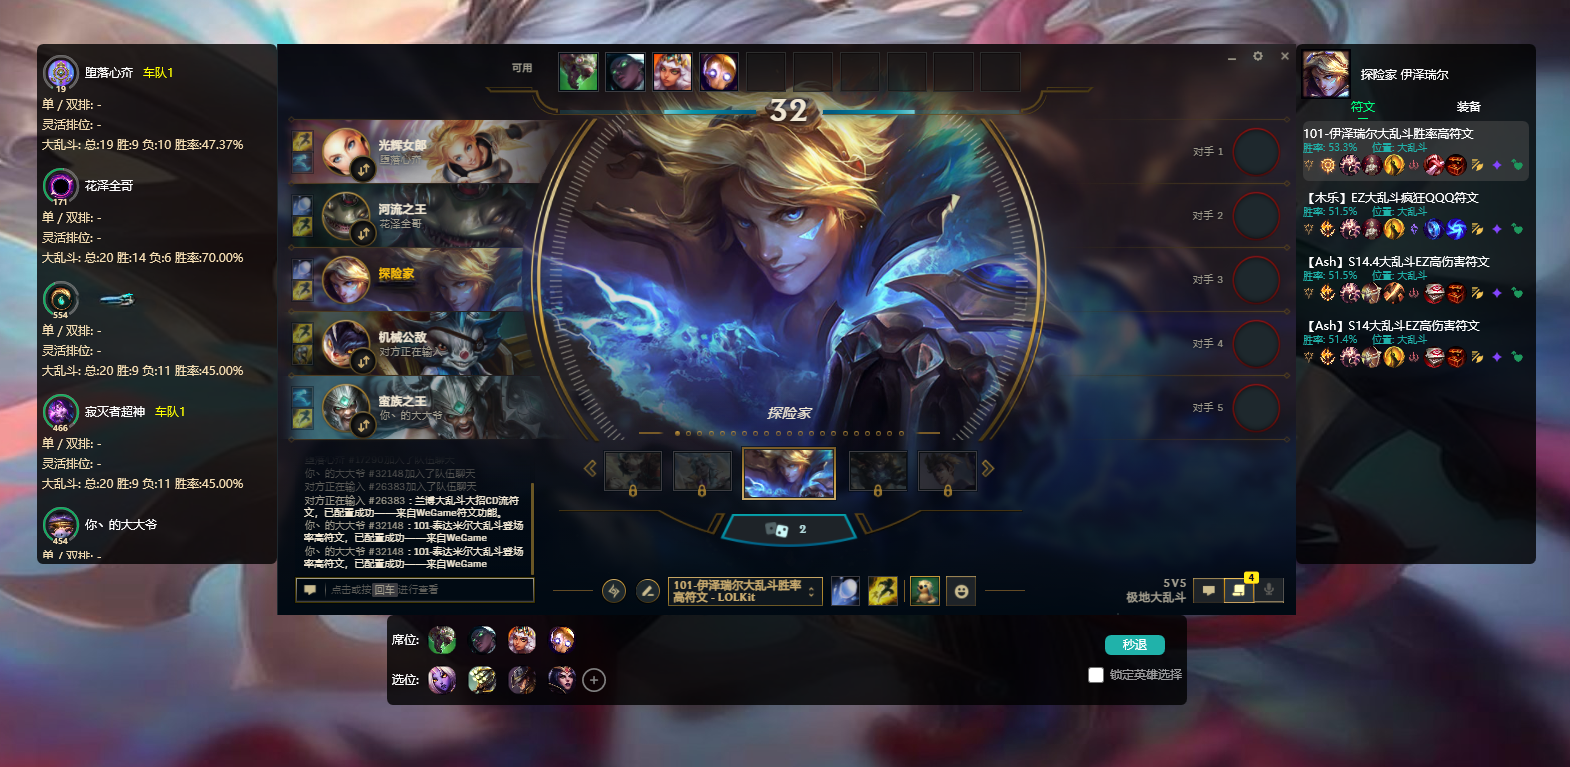 堕落心夰 车队1
19
单 / 双排: -
灵活排位: -
大乱斗: 总:19 胜:9 负:10 胜率:47.37%
花泽全哥
171
单 / 双排: -
灵活排位: -
大乱斗: 总:20 胜:14 负:6 胜率:70.00%
554
单 / 双排: -
灵活排位: -
大乱斗: 总:20 胜:9 负:11 胜率:45.00%
寂灭者超神 车队1
466
单 / 双排: -
灵活排位: -
大乱斗: 总:20 胜:9 负:11 胜率:45.00%
你丶的大大爷
454
单 / 双排: -
可用
32
光辉女郎
堕落心夰
河流之王
花泽全哥
探险家
机械公敌
对方正在输入
蛮族之王
你丶的大大爷
对手 1
对手 2
对手 3
对手 4
对手 5
探险家
你丶的大大爷 #32148加入了队伍聊天
对方正在输入 #26383加入了队伍聊天
对方正在输入 #26383：兰博大乱斗大招CD流符
文，已配置成功——来自WeGame符文功能。
你丶的大大爷 #32148：101-泰达米尔大乱斗登场
率高符文，已配置成功——来自WeGame
你丶的大大爷 #32148：101-泰达米尔大乱斗登场
率高符文，已配置成功——来自WeGame
点击或按 回车 进行查看
2
101-伊泽瑞尔大乱斗胜率
高符文 - LOLKit
5V5
极地大乱斗
4
席位:
选位:
秒退
锁定英雄选择
探险家 伊泽瑞尔
符文 装备
101-伊泽瑞尔大乱斗胜率高符文
胜率: 53.3% 位置: 大乱斗
【木乐】EZ大乱斗疯狂QQQ符文
胜率: 51.5% 位置: 大乱斗
【Ash】S14.4大乱斗EZ高伤害符文
胜率: 51.5% 位置: 大乱斗
【Ash】S14大乱斗EZ高伤害符文
胜率: 51.4% 位置: 大乱斗